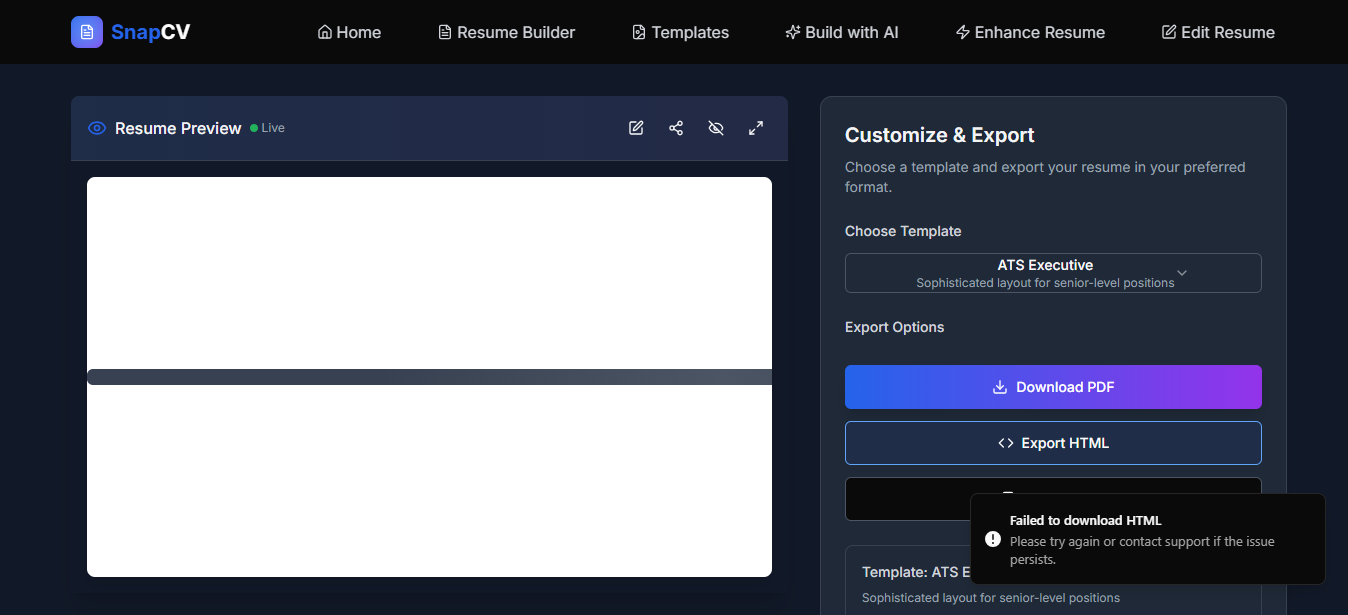 SnapCV
Home
Resume Builder
Templates
Build with AI
Enhance Resume
Edit Resume
Resume Preview
Live
Customize & Export
Choose a template and export your resume in your preferred
format.
Choose Template
ATS Executive
Sophisticated layout for senior-level positions
Export Options
Download PDF
Export HTML
Failed to download HTML
Please try again or contact support if the issue
persists.
Template: ATS E
Sophisticated layout for senior-level positions